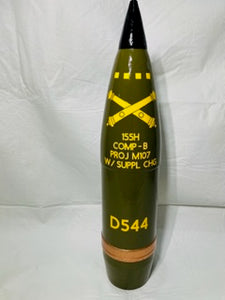 155H
COMP-B
PROJ M107
W/ SUPPL CHG
D544